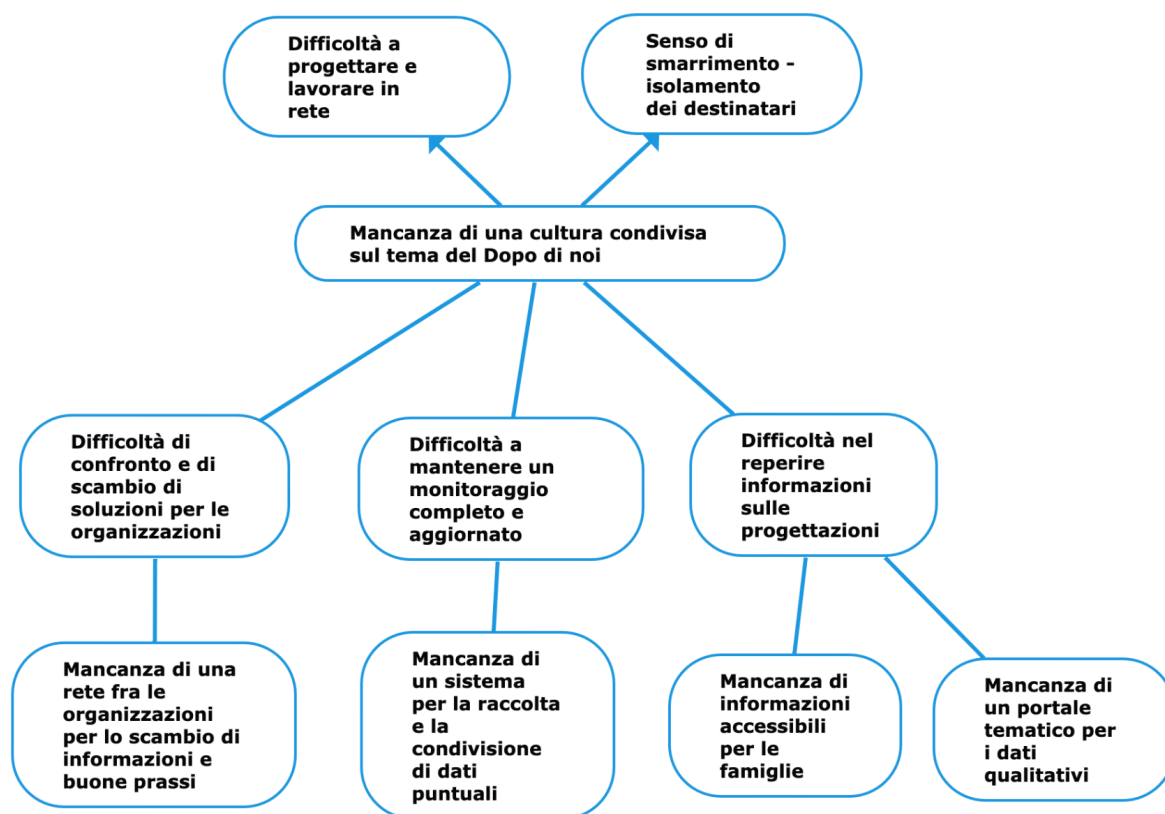 Difficoltà a
progettare e
lavorare in
rete
Senso di
smarrimento -
isolamento
dei destinatari
Mancanza di una cultura condivisa
sul tema del Dopo di noi
Difficoltà di
confronto e di
scambio di
soluzioni per le
organizzazioni
Difficoltà a
mantenere un
monitoraggio
completo e
aggiornato
Difficoltà nel
reperire
informazioni
sulle
progettazioni
Mancanza di una
rete fra le
organizzazioni
per lo scambio di
informazioni e
buone prassi
Mancanza di
un sistema
per la raccolta
e la
condivisione
di dati
puntuali
Mancanza di
informazioni
accessibili
per le
famiglie
Mancanza di
un portale
tematico per
i dati
qualitativi